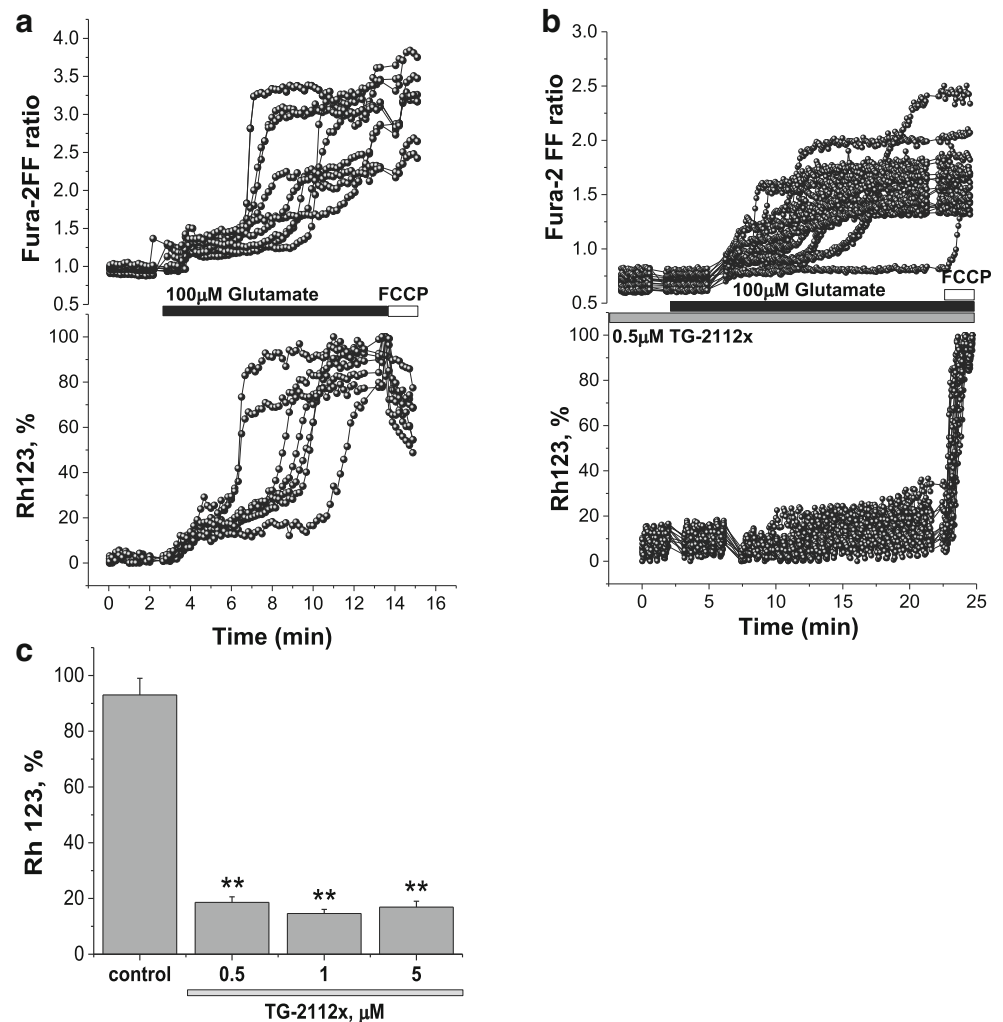 a
4.0
3.5
3.0
2.5
2.0
1.5
1.0
0.5
Fura-2FF ratio
100µM Glutamate
FCCP
100
80
60
40
20
0
Rh123, %
0 2 4 6 8 10 12 14 16
Time (min)
b
3.0
2.5
2.0
1.5
1.0
0.5
Fura-2 FF ratio
FCCP
100µM Glutamate
0.5µM TG-2112x
100
80
60
40
20
0
Rh123, %
0 5 10 15 20 25
Time (min)
c
100
80
60
40
20
0
Rh 123, %
** ** **
control 0.5 1 5
TG-2112x, µM